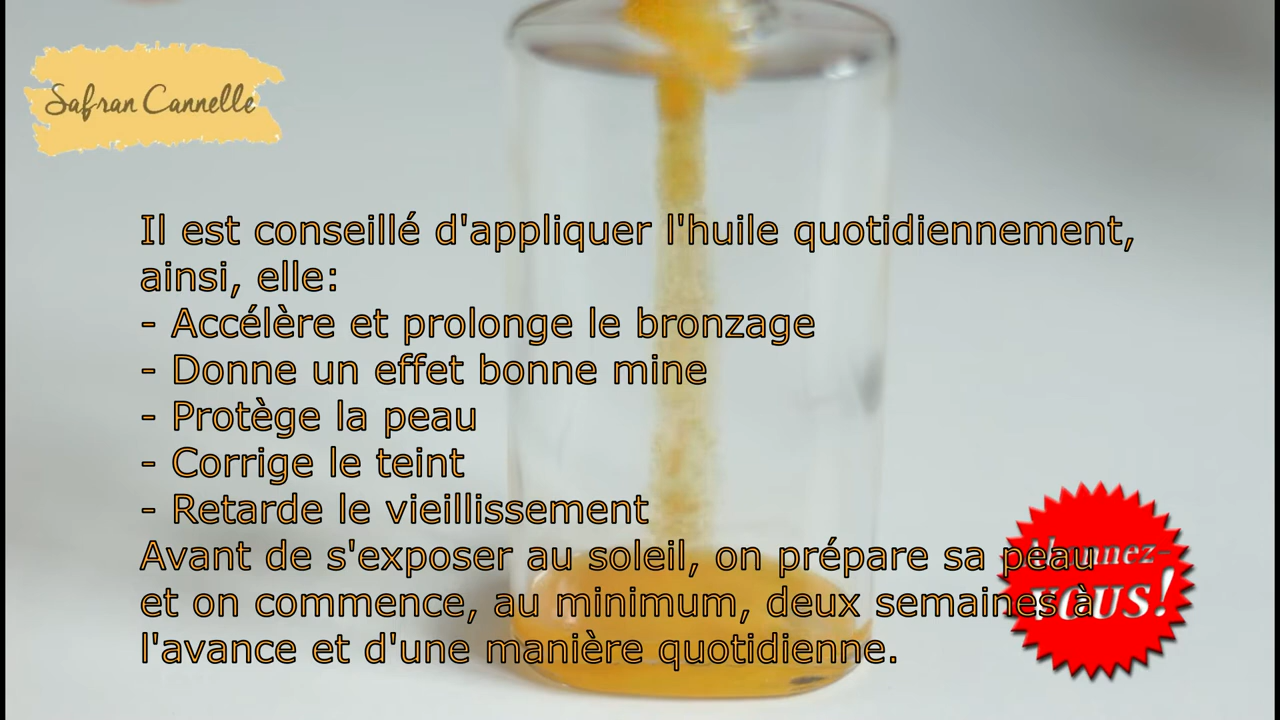 Safran Cannelle
Il est conseillé d'appliquer l'huile quotidiennement,
ainsi, elle:
- Accélère et prolonge le bronzage
- Donne un effet bonne mine
- Protège la peau
- Corrige le teint
- Retarde le vieillissement
Avant de s'exposer au soleil, on prépare sa peau
et on commence, au minimum, deux semaines à
l'avance et d'une manière quotidienne.
Abonnez-
vous!